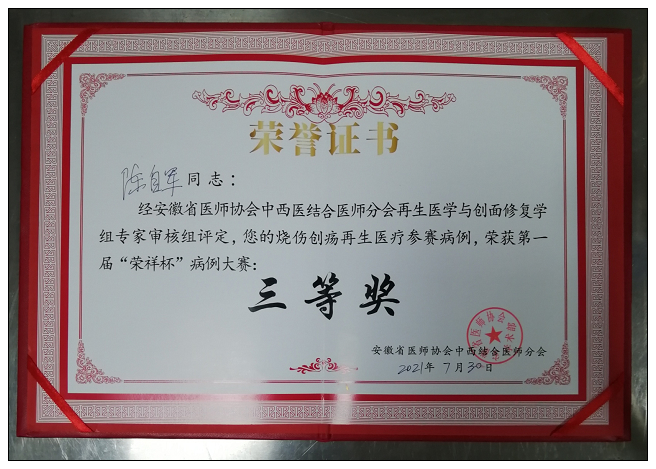 荣誉证书
陈自军同志：
经安徽省医师协会中西医结合医师分会再生医学与创面修复学
组专家审核组评定，您的烧伤创疡再生医疗参赛病例，荣获第一
届“荣祥杯”病例大赛：
三等奖
安徽省医师协会中西结合医师分会
2021年7月30日